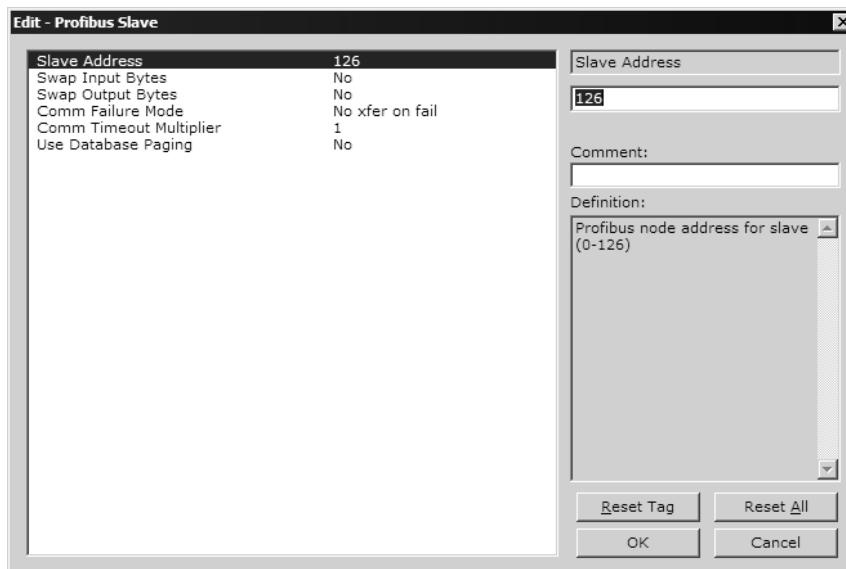 Edit - Profibus Slave
Slave Address 126
Swap Input Bytes No
Swap Output Bytes No
Comm Failure Mode No xfer on fail
Comm Timeout Multiplier 1
Use Database Paging No
Slave Address
126
Comment:
Definition:
Profibus node address for slave
(0-126)
Reset Tag Reset All
OK Cancel